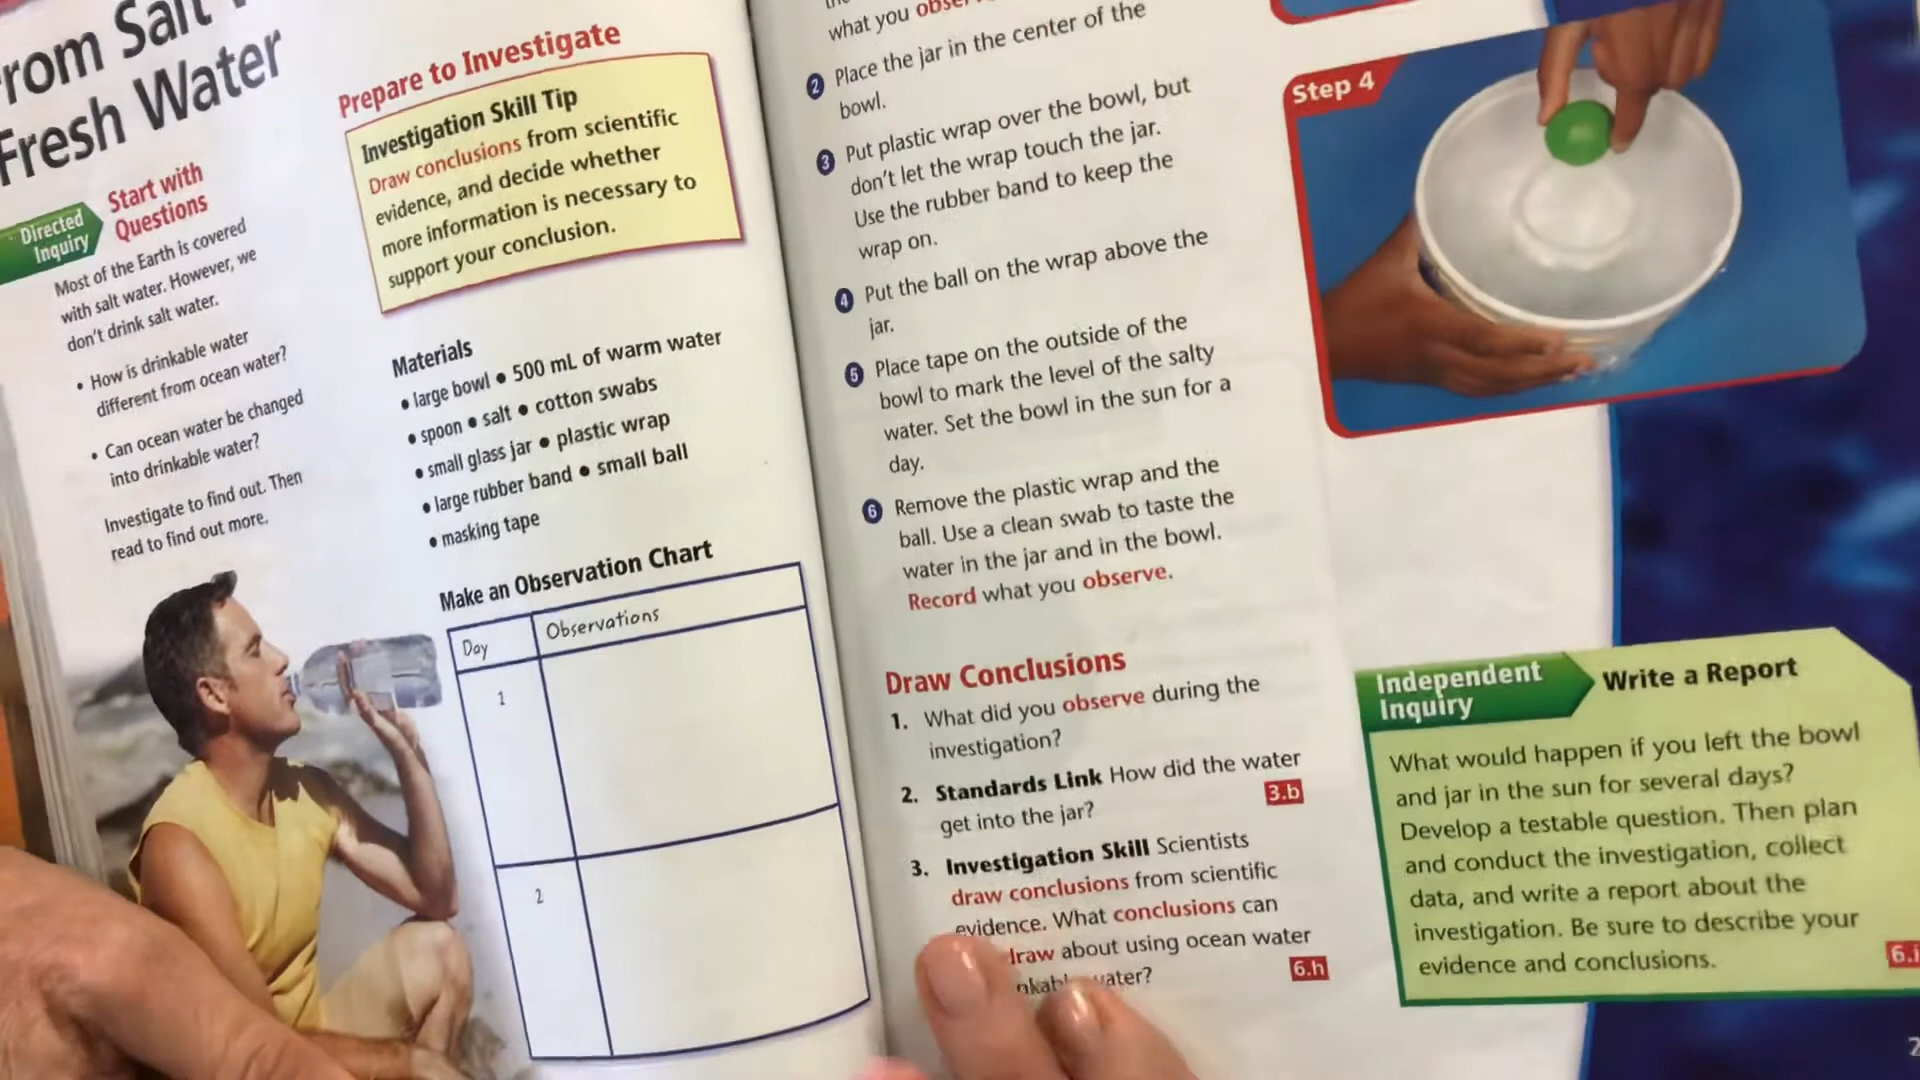 From Salt
Fresh Water
Directed
Inquiry
Start with
Questions
Most of the Earth is covered
with salt water. However, we
don't drink salt water.
• How is drinkable water
different from ocean water?
• Can ocean water be changed
into drinkable water?
Investigate to find out. Then
read to find out more.
Prepare to Investigate
Investigation Skill Tip
Draw conclusions from scientific
evidence, and decide whether
more information is necessary to
support your conclusion.
Materials
• large bowl • 500 mL of warm water
• spoon • salt • cotton swabs
• small glass jar • plastic wrap
• large rubber band • small ball
• masking tape
Make an Observation Chart
Day
Observations
1
2
what you
2 Place the jar in the center of the
bowl.
3 Put plastic wrap over the bowl, but
don't let the wrap touch the jar.
Use the rubber band to keep the
wrap on.
4 Put the ball on the wrap above the
jar.
5 Place tape on the outside of the
bowl to mark the level of the salty
water. Set the bowl in the sun for a
day.
6 Remove the plastic wrap and the
ball. Use a clean swab to taste the
water in the jar and in the bowl.
Record what you observe.
Draw Conclusions
1. What did you observe during the
investigation?
2. Standards Link How did the water
get into the jar? 3.b
3. Investigation Skill Scientists
draw conclusions from scientific
evidence. What conclusions can
draw about using ocean water
water? 6.h
Step 4
Independent
Inquiry
Write a Report
What would happen if you left the bowl
and jar in the sun for several days?
Develop a testable question. Then plan
and conduct the investigation, collect
data, and write a report about the
investigation. Be sure to describe your
evidence and conclusions.